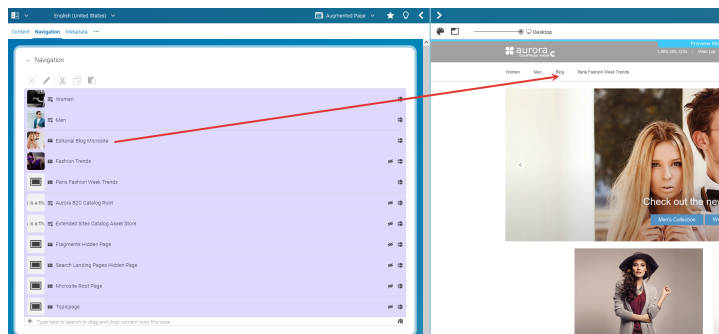 English (United States)
Augmented Page
Content Navigation Metadata
Navigation
Women
Men
Editorial Blog Microsite
Fashion Trends
Paris Fashion Week Trends
Aurora B2C Catalog Root
Extended Sites Catalog Asset Store
Fragments Hidden Page
Search Landing Pages Hidden Page
Microsite Root Page
Topicpage
Type here to search or drag and drop content onto this area.
Desktop
Preview
aurora
Women Men Blog Paris Fashion Week Trends
Check out the ne
Men's Collection